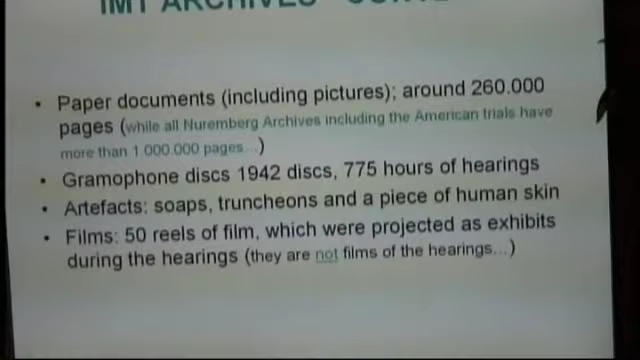 IMT ARCHIVES
• Paper documents (including pictures); around 260.000
pages (while all Nuremberg Archives including the American trials have
more than 1.000.000 pages...)
• Gramophone discs 1942 discs, 775 hours of hearings
• Artefacts: soaps, truncheons and a piece of human skin
• Films: 50 reels of film, which were projected as exhibits
during the hearings (they are not films of the hearings...)